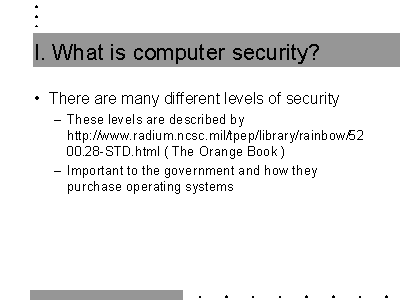 I. What is computer security?
• There are many different levels of security
– These levels are described by
http://www.radium.ncsc.mil/tpep/library/rainbow/52
00.28-STD.html ( The Orange Book )
– Important to the government and how they
purchase operating systems